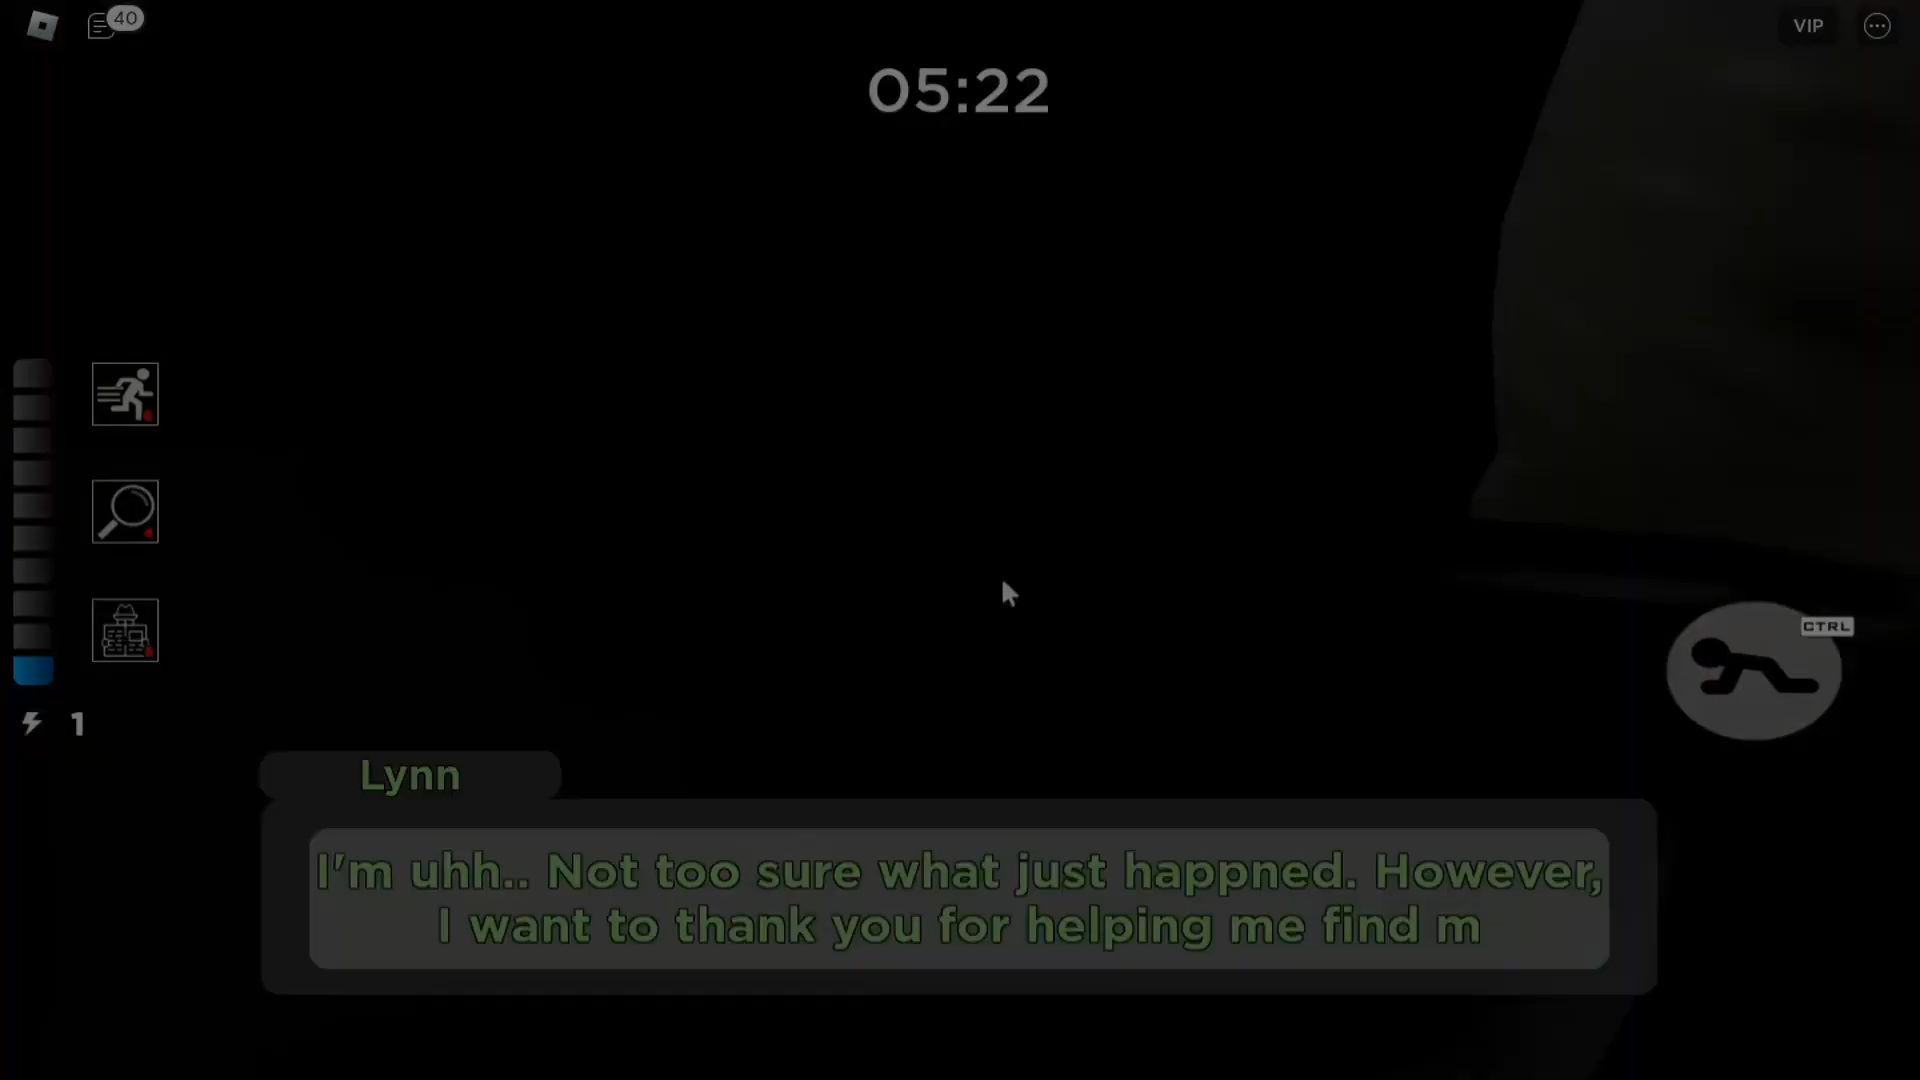 40
VIP
05:22
CTRL
1
Lynn
I'm uhh.. Not too sure what just happned. However,
I want to thank you for helping me find m